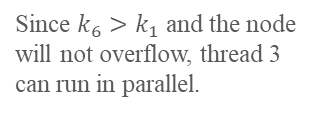 Since k₆ > k₁ and the node
will not overflow, thread 3
can run in parallel.